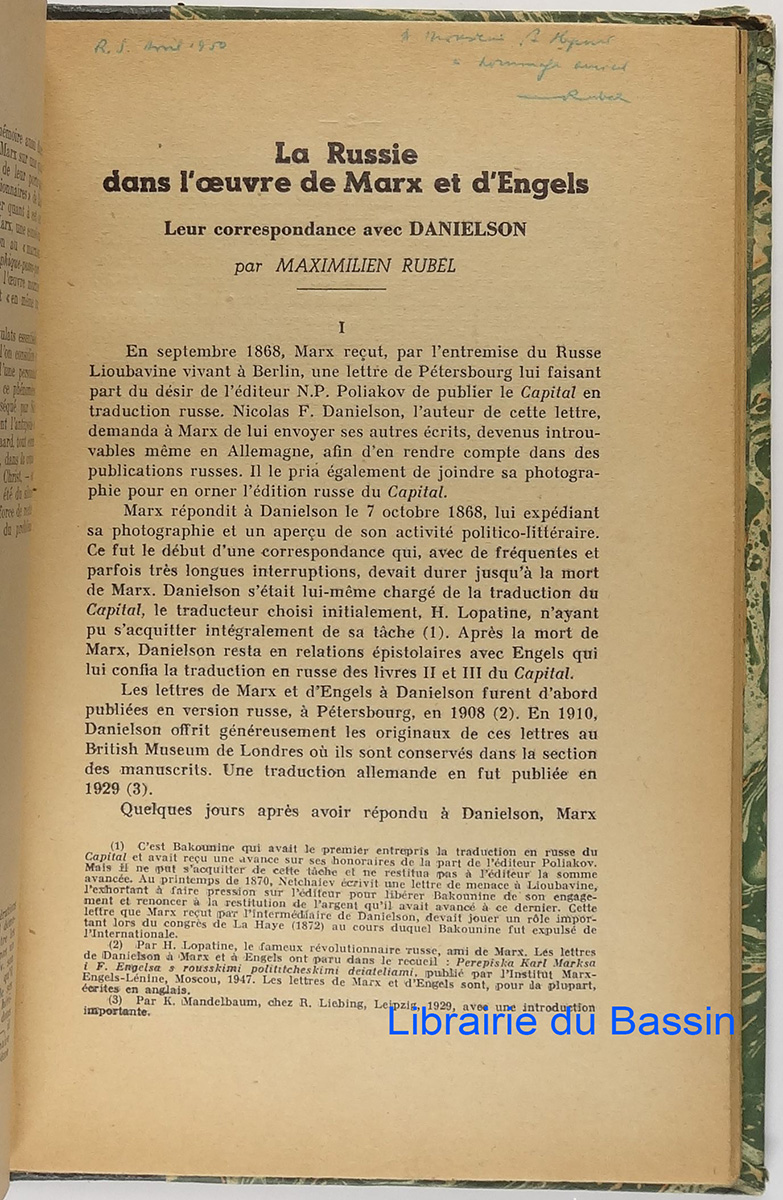 R. S. Avril 1950
hommage
Rubel
La Russie
dans l'œuvre de Marx et d'Engels
Leur correspondance avec DANIELSON
par MAXIMILIEN RUBEL
I
En septembre 1868, Marx reçut, par l'entremise du Russe
Lioubavine vivant à Berlin, une lettre de Pétersbourg lui faisant
part du désir de l'éditeur N.P. Poliakov de publier le Capital en
traduction russe. Nicolas F. Danielson, l'auteur de cette lettre,
demanda à Marx de lui envoyer ses autres écrits, devenus introu-
vables même en Allemagne, afin d'en rendre compte dans des
publications russes. Il le pria également de joindre sa photogra-
phie pour en orner l'édition russe du Capital.
Marx répondit à Danielson le 7 octobre 1868, lui expédiant
sa photographie et un aperçu de son activité politico-littéraire.
Ce fut le début d'une correspondance qui, avec de fréquentes et
parfois très longues interruptions, devait durer jusqu'à la mort
de Marx. Danielson s'était lui-même chargé de la traduction du
Capital, le traducteur choisi initialement, H. Lopatine, n'ayant
pu s'acquitter intégralement de sa tâche (1). Après la mort de
Marx, Danielson resta en relations épistolaires avec Engels qui
lui confia la traduction en russe des livres II et III du Capital.
Les lettres de Marx et d'Engels à Danielson furent d'abord
publiées en version russe, à Pétersbourg, en 1908 (2). En 1910,
Danielson offrit généreusement les originaux de ces lettres au
British Museum de Londres où ils sont conservés dans la section
des manuscrits. Une traduction allemande en fut publiée en
1929 (3).
Quelques jours après avoir répondu à Danielson, Marx
(1) C'est Bakounine qui avait le premier entrepris la traduction en russe du
Capital et avait reçu une avance sur ses honoraires de la part de l'éditeur Poliakov.
Mais il ne put s'acquitter de cette tâche et ne restitua pas à l'éditeur la somme
avancée. Au printemps de 1870, Netchaiev écrivit une lettre de menace à Lioubavine,
l'exhortant à faire pression sur l'éditeur pour libérer Bakounine de son engage-
ment et renoncer à la restitution de l'argent qu'il avait avancé à ce dernier. Cette
lettre que Marx reçut par l'intermédiaire de Danielson, devait jouer un rôle impor-
tant lors du congrès de La Haye (1872) au cours duquel Bakounine fut expulsé de
l'Internationale.
(2) Par H. Lopatine, le fameux révolutionnaire russe, ami de Marx. Les lettres
de Danielson à Marx et à Engels ont paru dans le recueil : Perepiska Karl Marksa
i F. Engelsa s rousskimi polititcheskimi deiateliami, publié par l'Institut Marx-
Engels-Lénine, Moscou, 1947. Les lettres de Marx et d'Engels sont, pour la plupart,
écrites en anglais.
(3) Par K. Mandelbaum, chez R. Liebing, Leipzig, 1929, avec une introduction
importante.
Librairie du Bassin